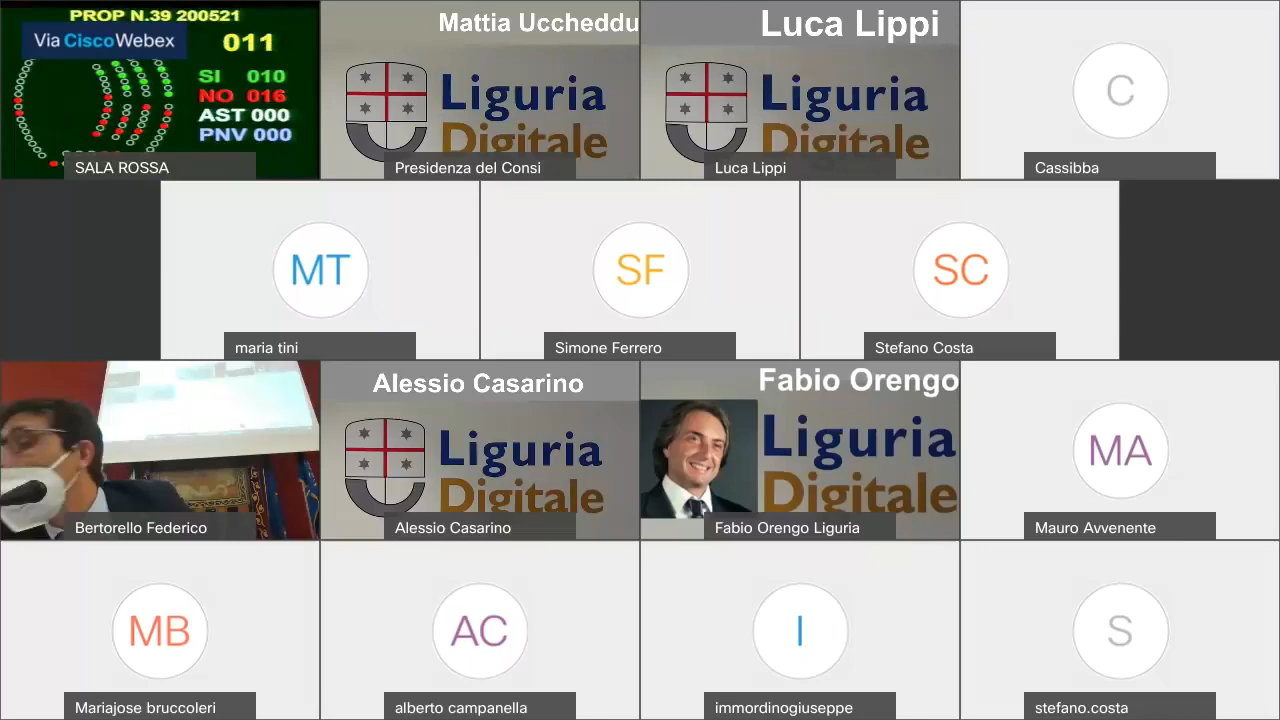 PROP N.39 200521
Via Cisco Webex
011
SI 010
NO 016
AST 000
PNV 000
SALA ROSSA
Mattia Uccheddu
Liguria
Digitale
Presidenza del Consi
Luca Lippi
Liguria
Digitale
Luca Lippi
C
Cassibba
MT
maria tini
SF
Simone Ferrero
SC
Stefano Costa
Bertorello Federico
Alessio Casarino
Liguria
Digitale
Alessio Casarino
Fabio Orengo
Liguria
Digitale
Fabio Orengo Liguria
MA
Mauro Avvenente
MB
Mariajose bruccoleri
AC
alberto campanella
I
immordinogiuseppe
S
stefano.costa